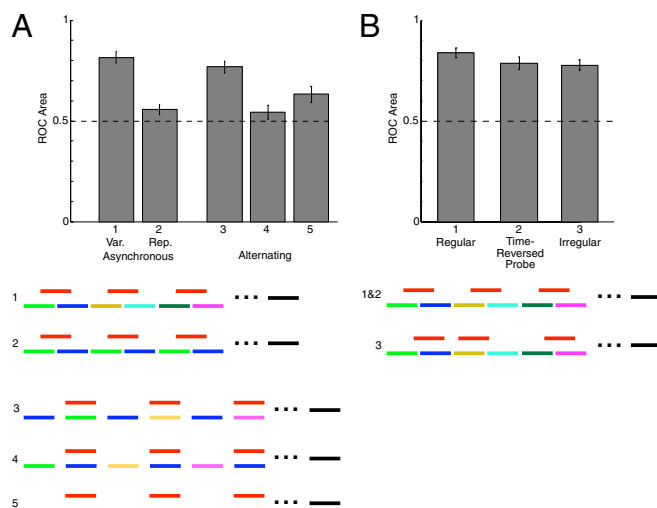 A
B
1
ROC Area
0.5
0
1 2 3 4 5
Var. Rep.
Asynchronous Alternating
1
ROC Area
0.5
0
1 2 3
Regular Time-Reversed Probe Irregular
1
2
3
4
5
1&2
3